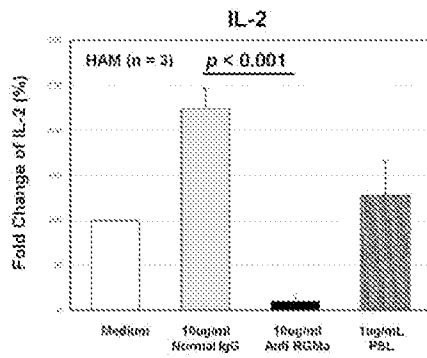 IL-2
HAM (n = 3)
p < 0.001
Fold Change of IL-2 (%)
Medium
10ug/ml
Normal IgG
10ug/ml
Anti RGMa
1ug/mL
PSL